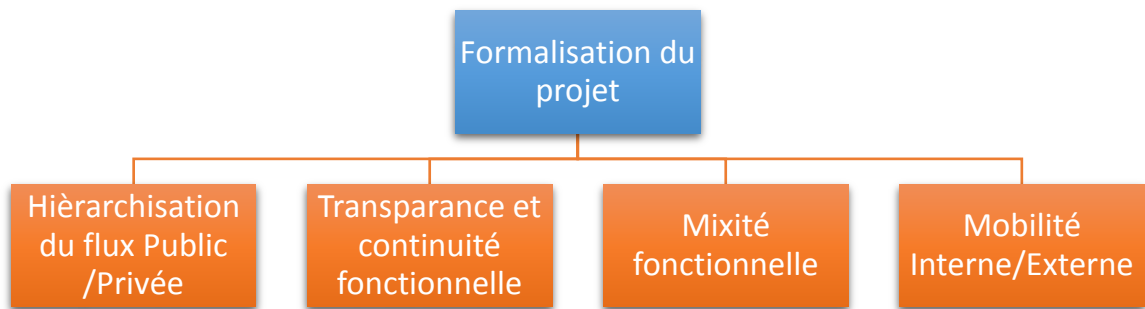 Formalisation du
projet
Hièrarchisation
du flux Public
/Privée
Transparance et
continuité
fonctionnelle
Mixité
fonctionnelle
Mobilité
Interne/Externe